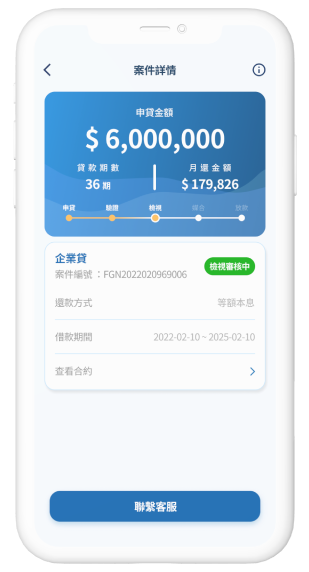 案件詳情
申貸金額
$ 6,000,000
貸款期數
月還金額
36 期
$ 179,826
申貸 驗證 檢視 媒合 放款
企業貸
檢視審核中
案件編號 : FGN2022020969006
還款方式 等額本息
借款期間 2022-02-10 ~ 2025-02-10
查看合約
聯繫客服